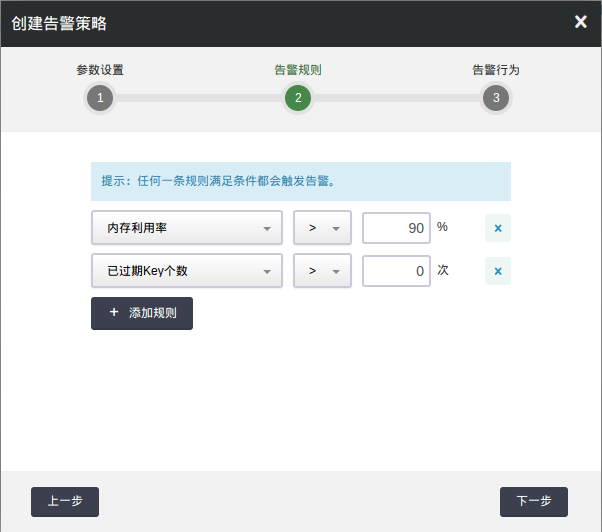 创建告警策略 ×
参数设置 告警规则 告警行为
1 2 3
提示: 任何一条规则满足条件都会触发告警。
内存利用率 > 90 % x
已过期Key个数 > 0 次 x
+ 添加规则
上一步 下一步